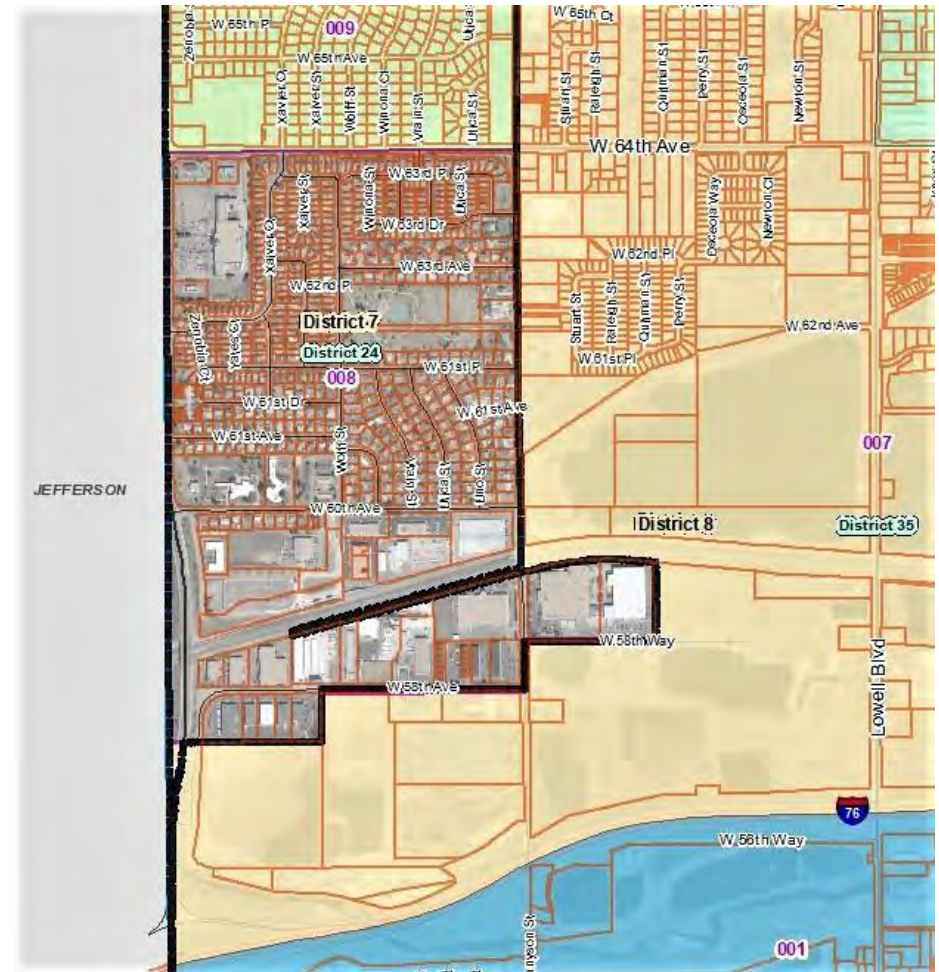 W 65th Ct
W 65th P
009
Zenobia
Utica
W 65th Ave
Xavier Ct
Xavier St
Wolff St
Winona Ct
Vrain St
Utica St
Stuart St
Raleigh St
Quitman St
Perry St
Osceola St
Newton St
W. 64th Ave
W 63rd P
Xavier St
Winona St
Utica St
W 63rd Dr
Osceola Way
Newton Ct
Xavier Ct
W 63rd Ave
W 62nd Pl
W 62nd P
Stuart St
Raleigh St
Quitman St
Perry St
District 7
W 62nd Ave
District 24
W 61st Pl
W 61st P
008
Zenobia Ct
Yates Ct
W 61st Dr
W 61st Ave
W 61st Ave
Wolff St
007
Vrain St
Utica St
JEFFERSON
W 60th Ave
District 8
District 35
W 58th Way
W 58th Ave
Lowell Blvd
76
W 56th Way
nnyson St
001